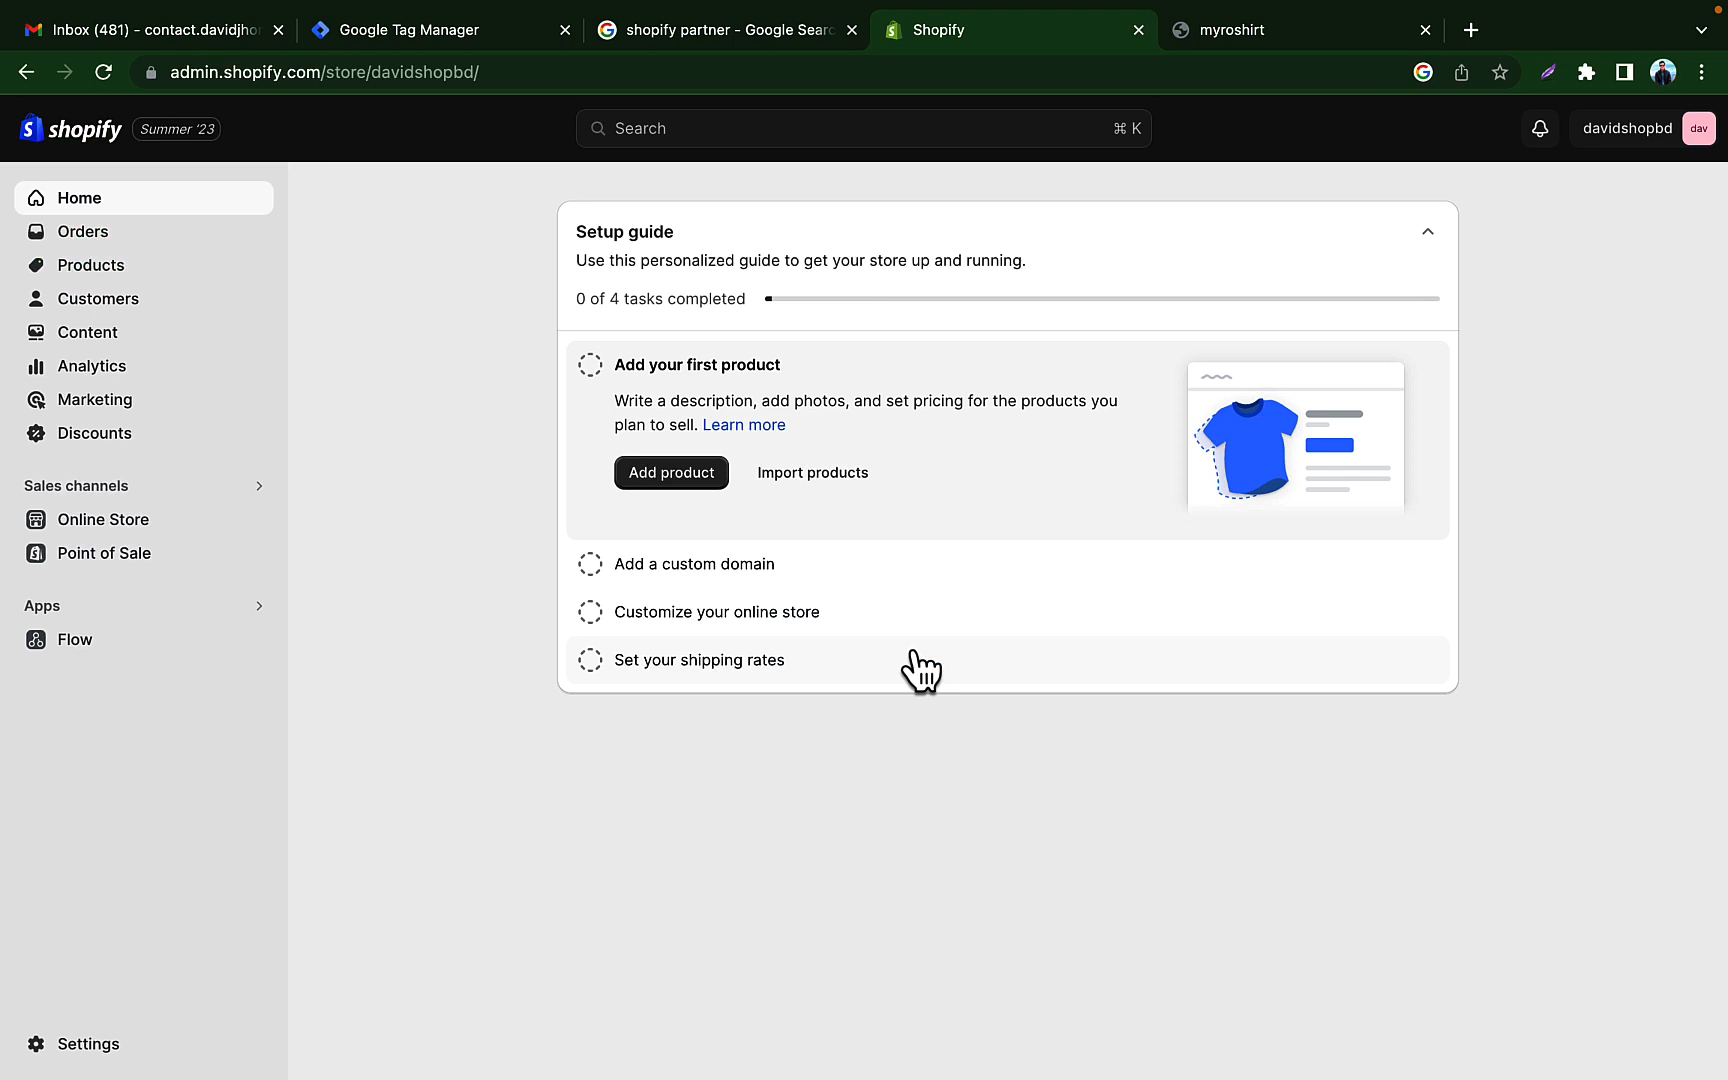 Inbox (481) - contact.davidjhor
Google Tag Manager
shopify partner - Google Searc
Shopify
myroshirt
admin.shopify.com/store/davidshopbd/
shopify
Summer '23
Search
⌘ K
davidshopbd
dav
Home
Orders
Products
Customers
Content
Analytics
Marketing
Discounts
Sales channels
Online Store
Point of Sale
Apps
Flow
Settings
Setup guide
Use this personalized guide to get your store up and running.
0 of 4 tasks completed
Add your first product
Write a description, add photos, and set pricing for the products you
plan to sell. Learn more
Add product
Import products
Add a custom domain
Customize your online store
Set your shipping rates